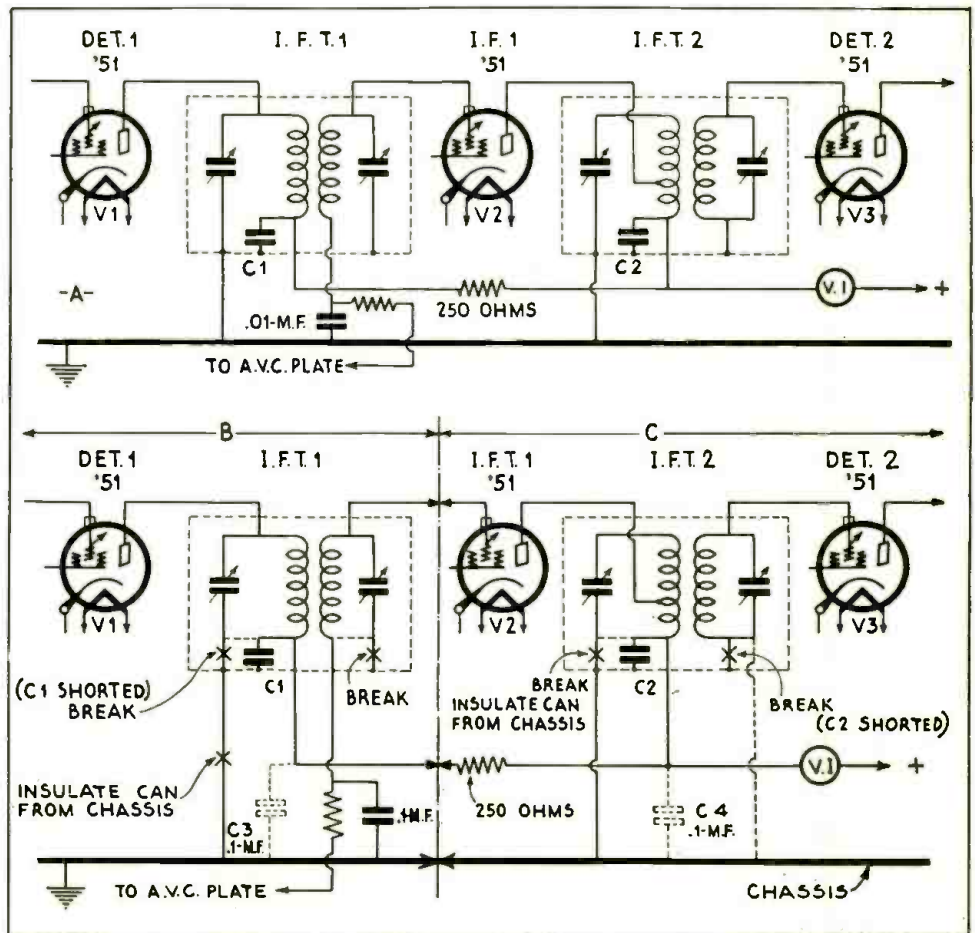 DET.1 I.F.T.1 I.F.1 I.F.T.2 DET.2
'51 '51 '51
V1 C1 V2 C2 V3
-A- 250 OHMS V.I +
.01-M.F.
TO A.V.C. PLATE
B C
DET.1 I.F.T.1 I.F.T.1 I.F.T.2 DET.2
'51 '51 '51
V1 V2 V3
(C1 SHORTED)
BREAK
C1
BREAK
BREAK
INSULATE CAN
FROM CHASSIS
C2
BREAK
(C2 SHORTED)
INSULATE CAN
FROM CHASSIS
C3
.1-M.F.
.1-M.F.
250 OHMS
C4
.1-M.F.
V.I +
TO A.V.C. PLATE
CHASSIS